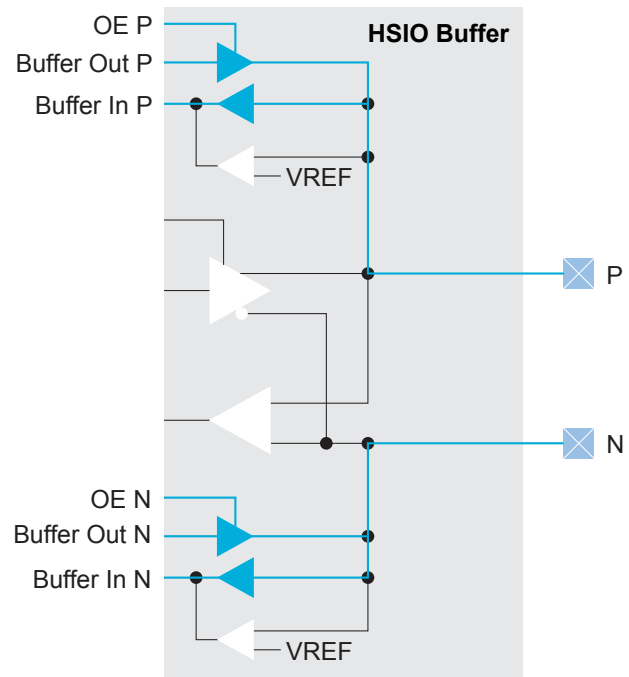 OE P
HSIO Buffer
Buffer Out P
Buffer In P
VREF
P
N
OE N
Buffer Out N
Buffer In N
VREF